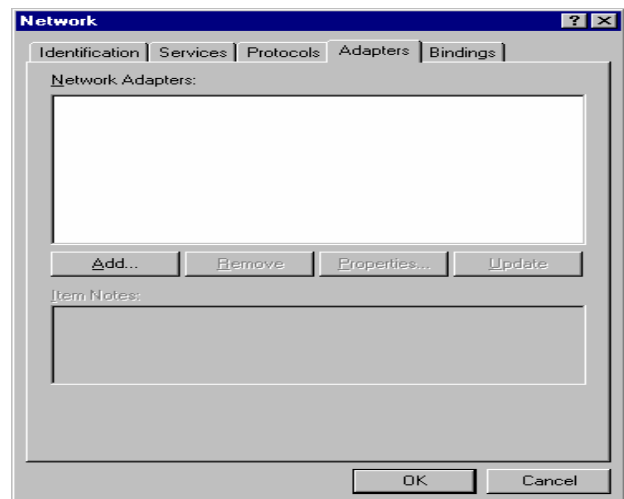 Network
Identification Services Protocols Adapters Bindings
Network Adapters:
Add... Remove Properties... Update
Item Notes:
OK Cancel